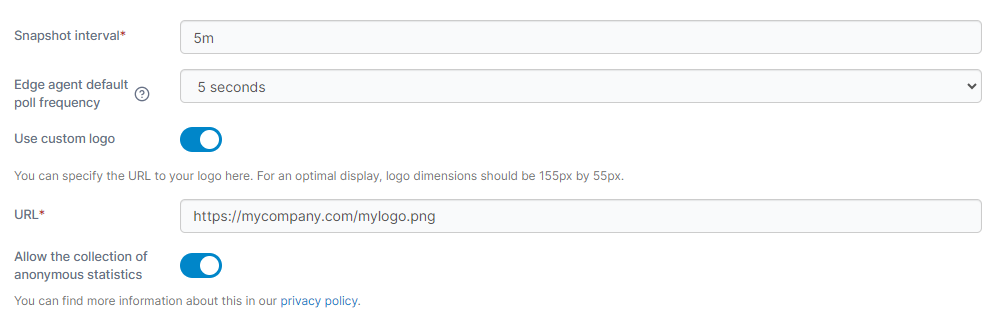 Snapshot interval*
5m
Edge agent default
poll frequency
5 seconds
Use custom logo
You can specify the URL to your logo here. For an optimal display, logo dimensions should be 155px by 55px.
URL*
https://mycompany.com/mylogo.png
Allow the collection of
anonymous statistics
You can find more information about this in our privacy policy.